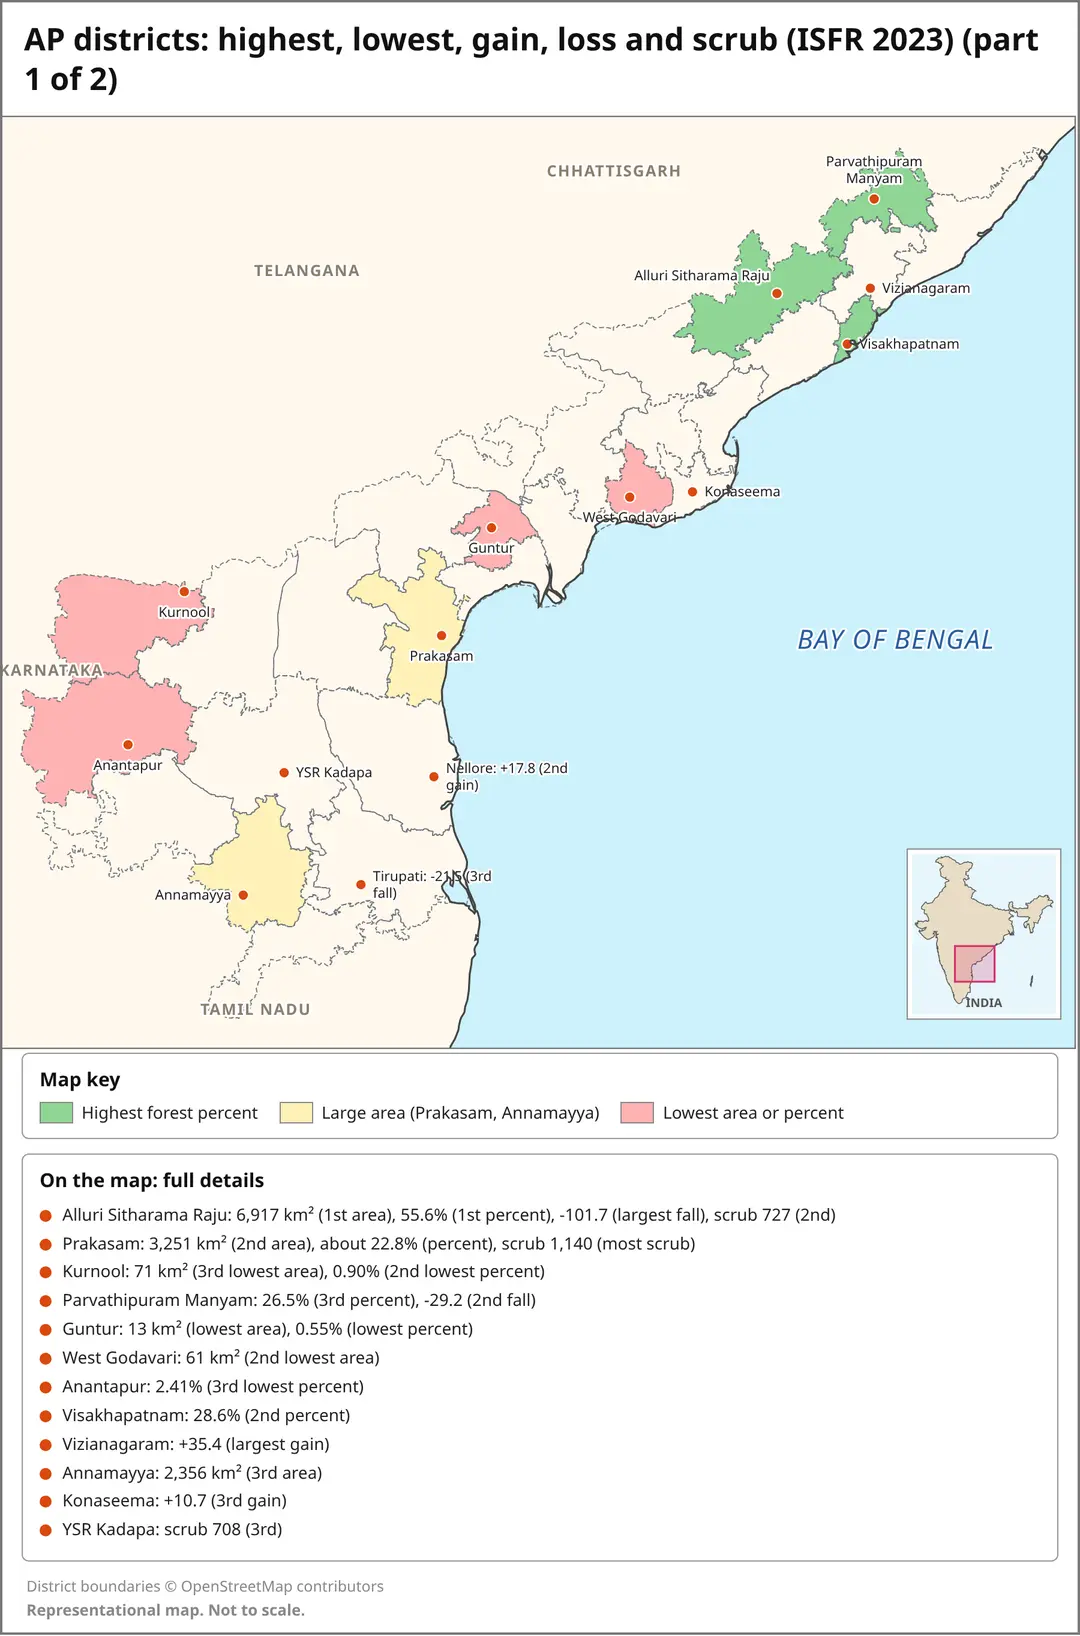 AP districts: highest, lowest, gain, loss and scrub (ISFR 2023) (part
1 of 2)
CHHATTISGARH
Parvathipuram
Manyam
TELANGANA
Alluri Sitharama Raju
Vizianagaram
Visakhapatnam
Konaseema
West Godavari
Guntur
Kurnool
BAY OF BENGAL
Prakasam
KARNATAKA
Anantapur
YSR Kadapa
Nellore: +17.8 (2nd
gain)
Tirupati: -21.5 (3rd
fall)
Annamayya
TAMIL NADU
INDIA
Map key
Highest forest percent
Large area (Prakasam, Annamayya)
Lowest area or percent
On the map: full details
Alluri Sitharama Raju: 6,917 km² (1st area), 55.6% (1st percent), -101.7 (largest fall), scrub 727 (2nd)
Prakasam: 3,251 km² (2nd area), about 22.8% (percent), scrub 1,140 (most scrub)
Kurnool: 71 km² (3rd lowest area), 0.90% (2nd lowest percent)
Parvathipuram Manyam: 26.5% (3rd percent), -29.2 (2nd fall)
Guntur: 13 km² (lowest area), 0.55% (lowest percent)
West Godavari: 61 km² (2nd lowest area)
Anantapur: 2.41% (3rd lowest percent)
Visakhapatnam: 28.6% (2nd percent)
Vizianagaram: +35.4 (largest gain)
Annamayya: 2,356 km² (3rd area)
Konaseema: +10.7 (3rd gain)
YSR Kadapa: scrub 708 (3rd)
District boundaries © OpenStreetMap contributors
Representational map. Not to scale.